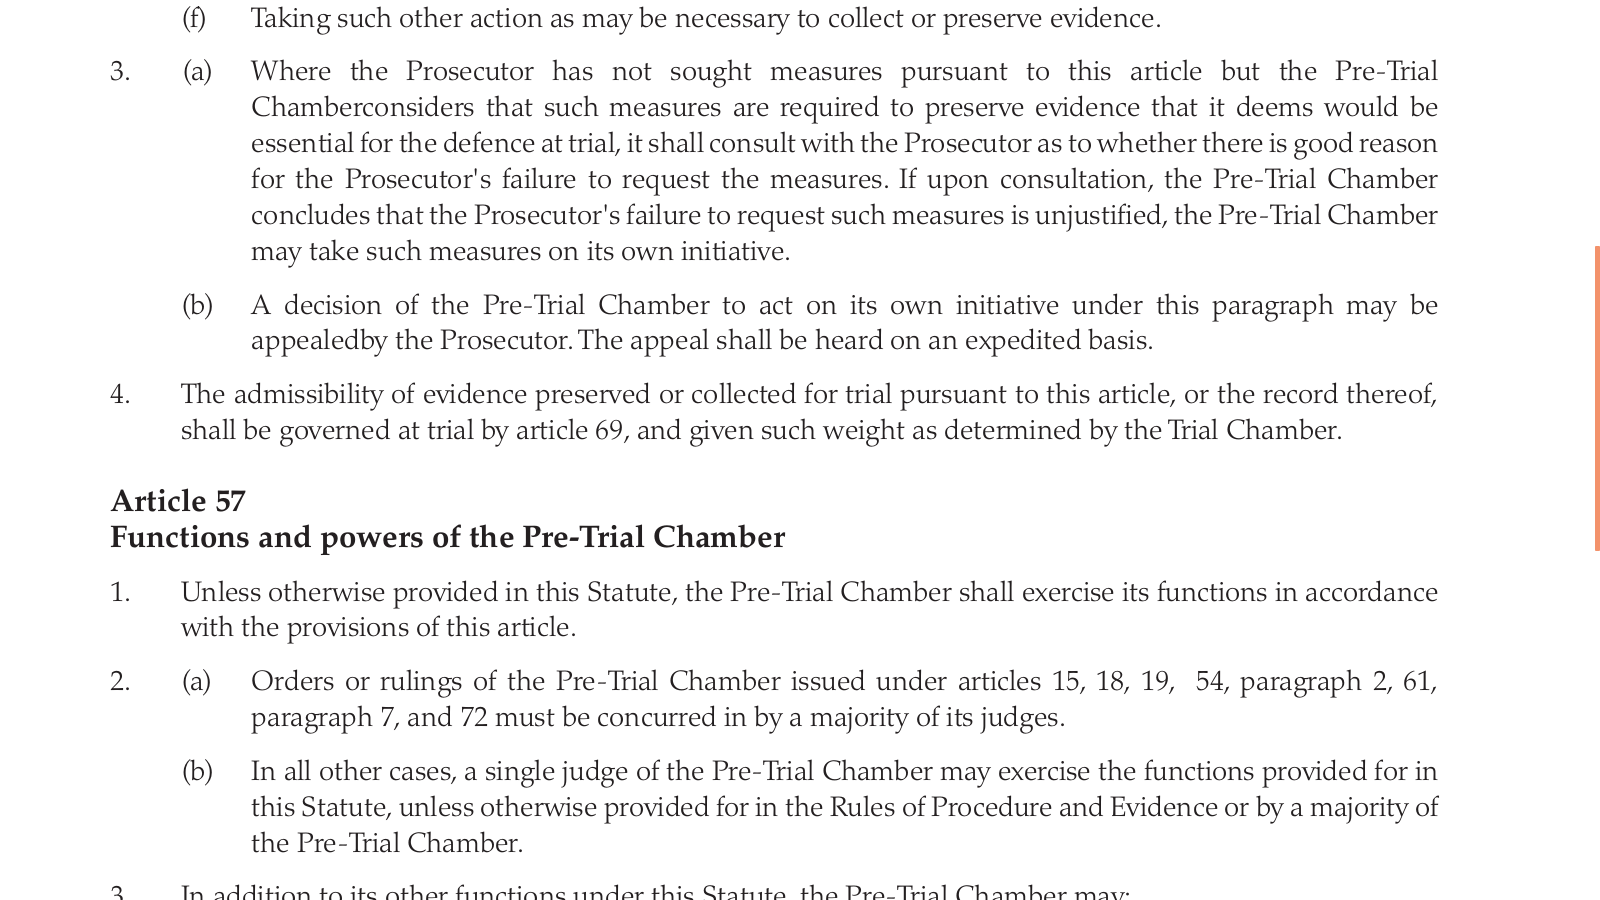 (f) Taking such other action as may be necessary to collect or preserve evidence.
3. (a) Where the Prosecutor has not sought measures pursuant to this article but the Pre-Trial
Chamberconsiders that such measures are required to preserve evidence that it deems would be
essential for the defence at trial, it shall consult with the Prosecutor as to whether there is good reason
for the Prosecutor's failure to request the measures. If upon consultation, the Pre-Trial Chamber
concludes that the Prosecutor's failure to request such measures is unjustified, the Pre-Trial Chamber
may take such measures on its own initiative.
(b) A decision of the Pre-Trial Chamber to act on its own initiative under this paragraph may be
appealedby the Prosecutor. The appeal shall be heard on an expedited basis.
4. The admissibility of evidence preserved or collected for trial pursuant to this article, or the record thereof,
shall be governed at trial by article 69, and given such weight as determined by the Trial Chamber.
Article 57
Functions and powers of the Pre-Trial Chamber
1. Unless otherwise provided in this Statute, the Pre-Trial Chamber shall exercise its functions in accordance
with the provisions of this article.
2. (a) Orders or rulings of the Pre-Trial Chamber issued under articles 15, 18, 19, 54, paragraph 2, 61,
paragraph 7, and 72 must be concurred in by a majority of its judges.
(b) In all other cases, a single judge of the Pre-Trial Chamber may exercise the functions provided for in
this Statute, unless otherwise provided for in the Rules of Procedure and Evidence or by a majority of
the Pre-Trial Chamber.
3. In addition to its other functions under this Statute, the Pre-Trial Chamber may: